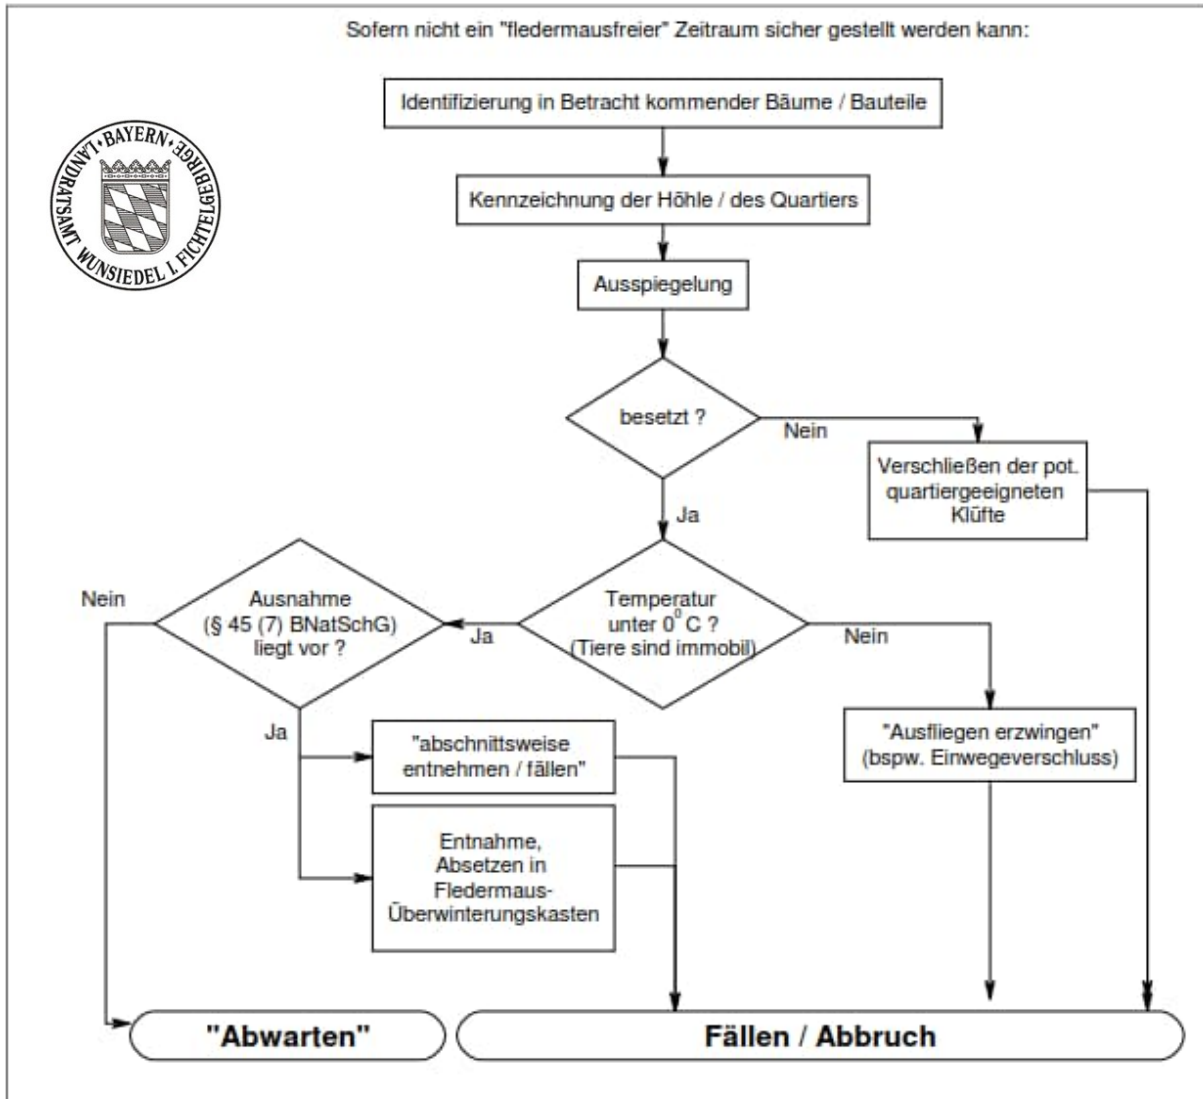 Sofern nicht ein "fledermausfreier" Zeitraum sicher gestellt werden kann:
Identifizierung in Betracht kommender Bäume / Bauteile
LANDRATSAMT WUNSIEDEL I. FICHTELGEBIRGE
· BAYERN ·
Kennzeichnung der Höhle / des Quartiers
Ausspiegelung
besetzt ?
Nein
Verschließen der pot.
quartiergeeigneten
Klüfte
Ja
Nein
Ausnahme
(§ 45 (7) BNatSchG)
liegt vor ?
Ja
Temperatur
unter 0⁰ C ?
(Tiere sind immobil)
Nein
Ja
"abschnittsweise
entnehmen / fällen"
"Ausfliegen erzwingen"
(bspw. Einwegeverschluss)
Entnahme,
Absetzen in
Fledermaus-
Überwinterungskasten
"Abwarten"
Fällen / Abbruch